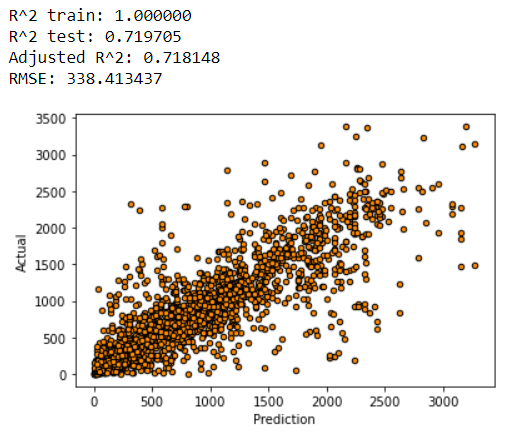 R^2 train: 1.000000
R^2 test: 0.719705
Adjusted R^2: 0.718148
RMSE: 338.413437
3500
3000
2500
2000
1500
1000
500
0
Actual
0 500 1000 1500 2000 2500 3000
Prediction